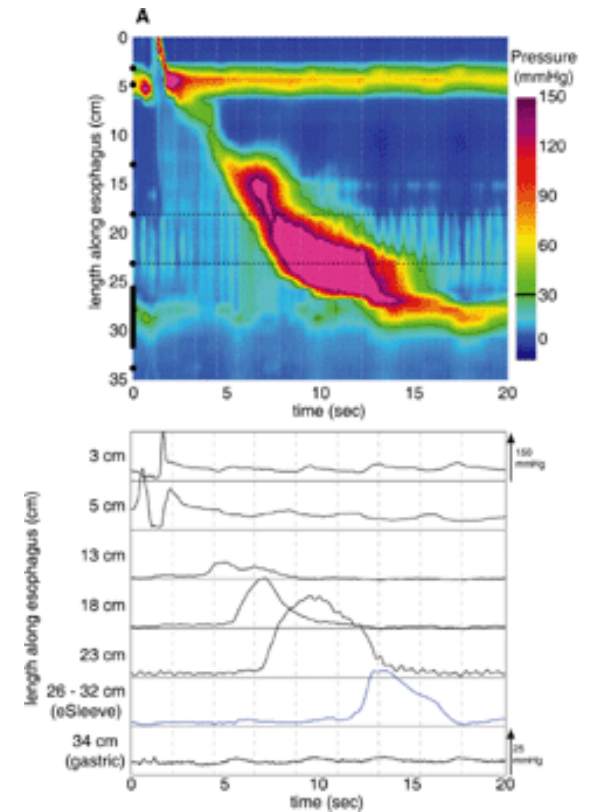 A
Pressure
(mmHg)
length along esophagus (cm)
0
5
10
15
20
25
30
35
0
5
10
15
20
time (sec)
150
120
90
60
30
0
length along esophagus (cm)
3 cm
5 cm
13 cm
18 cm
23 cm
26 - 32 cm
(eSleeve)
34 cm
(gastric)
150
mmHg
25
mmHg
0
5
10
15
20
time (sec)